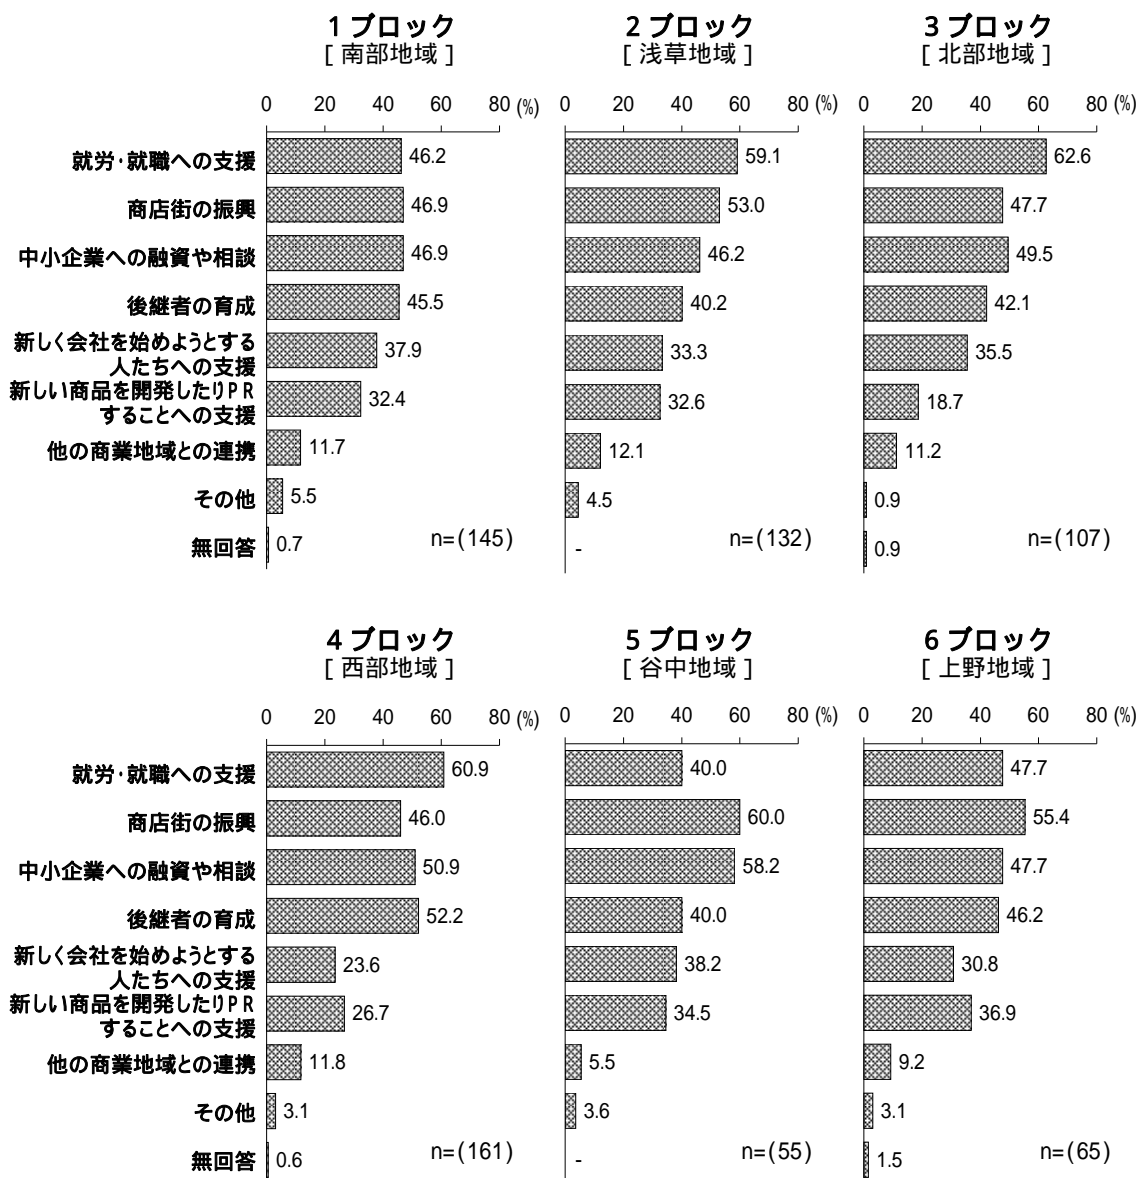 1 ブロック
[ 南部地域 ]
2 ブロック
[ 浅草地域 ]
3 ブロック
[ 北部地域 ]
0 20 40 60 80 (%)
0 20 40 60 80 (%)
0 20 40 60 80 (%)
就労・就職への支援 46.2 59.1 62.6
商店街の振興 46.9 53.0 47.7
中小企業への融資や相談 46.9 46.2 49.5
後継者の育成 45.5 40.2 42.1
新しく会社を始めようとする
人たちへの支援 37.9 33.3 35.5
新しい商品を開発したりPR
することへの支援 32.4 32.6 18.7
他の商業地域との連携 11.7 12.1 11.2
その他 5.5 4.5 0.9
無回答 0.7 n=(145) - n=(132) 0.9 n=(107)
4 ブロック
[ 西部地域 ]
5 ブロック
[ 谷中地域 ]
6 ブロック
[ 上野地域 ]
0 20 40 60 80 (%)
0 20 40 60 80 (%)
0 20 40 60 80 (%)
就労・就職への支援 60.9 40.0 47.7
商店街の振興 46.0 60.0 55.4
中小企業への融資や相談 50.9 58.2 47.7
後継者の育成 52.2 40.0 46.2
新しく会社を始めようとする
人たちへの支援 23.6 38.2 30.8
新しい商品を開発したりPR
することへの支援 26.7 34.5 36.9
他の商業地域との連携 11.8 5.5 9.2
その他 3.1 3.6 3.1
無回答 0.6 n=(161) - n=(55) 1.5 n=(65)